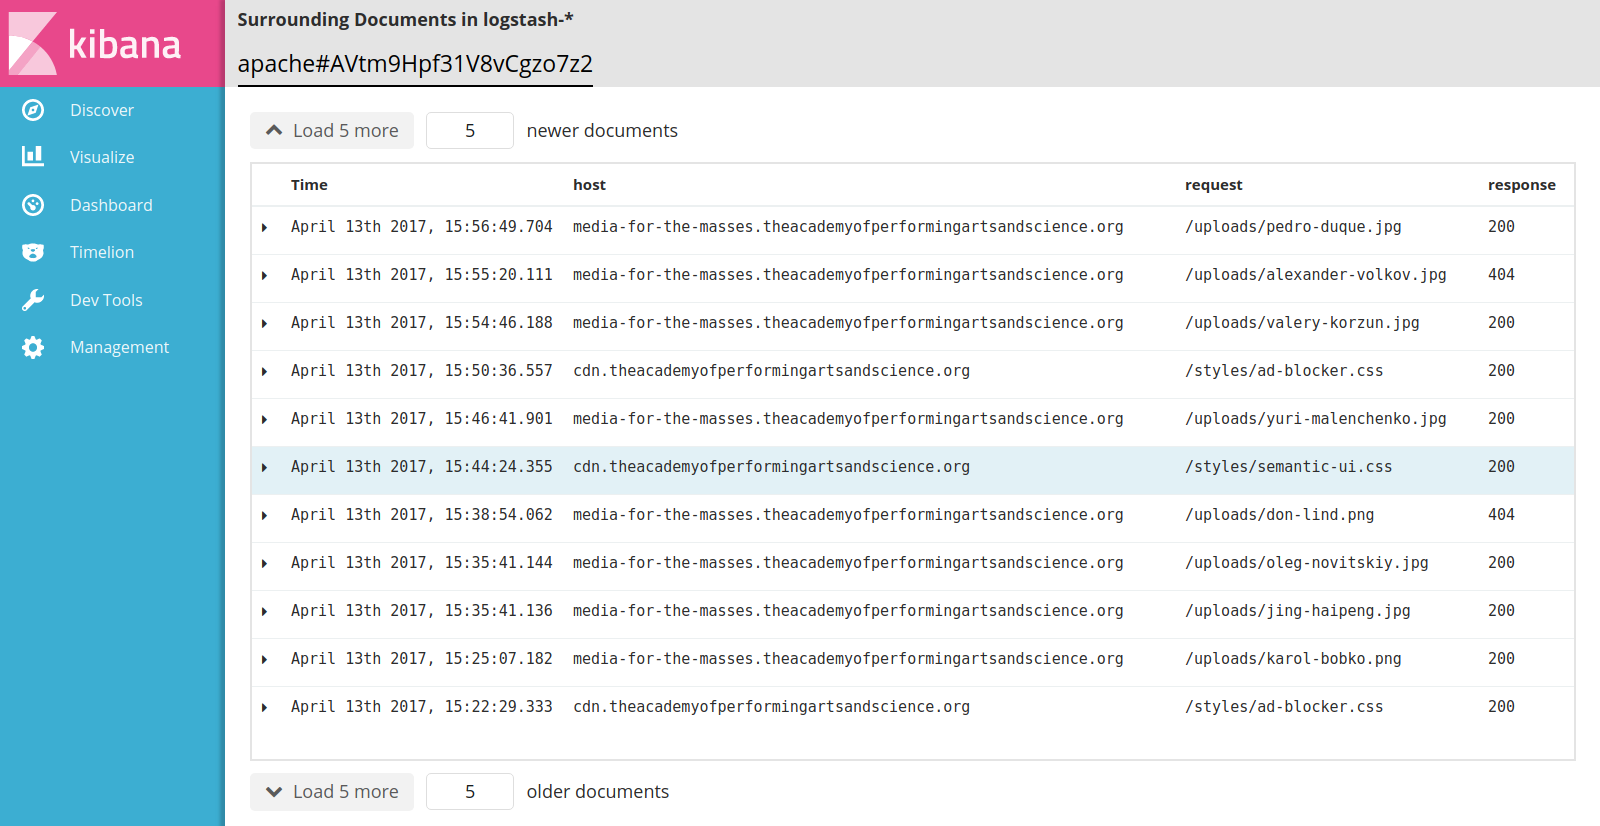 kibana
Discover
Visualize
Dashboard
Timelion
Dev Tools
Management
Surrounding Documents in logstash-*
apache#AVtm9Hpf31V8vCgzo7z2
Load 5 more 5 newer documents
Time host request response
April 13th 2017, 15:56:49.704 media-for-the-masses.theacademyofperformingartsandscience.org /uploads/pedro-duque.jpg 200
April 13th 2017, 15:55:20.111 media-for-the-masses.theacademyofperformingartsandscience.org /uploads/alexander-volkov.jpg 404
April 13th 2017, 15:54:46.188 media-for-the-masses.theacademyofperformingartsandscience.org /uploads/valery-korzun.jpg 200
April 13th 2017, 15:50:36.557 cdn.theacademyofperformingartsandscience.org /styles/ad-blocker.css 200
April 13th 2017, 15:46:41.901 media-for-the-masses.theacademyofperformingartsandscience.org /uploads/yuri-malenchenko.jpg 200
April 13th 2017, 15:44:24.355 cdn.theacademyofperformingartsandscience.org /styles/semantic-ui.css 200
April 13th 2017, 15:38:54.062 media-for-the-masses.theacademyofperformingartsandscience.org /uploads/don-lind.png 404
April 13th 2017, 15:35:41.144 media-for-the-masses.theacademyofperformingartsandscience.org /uploads/oleg-novitskiy.jpg 200
April 13th 2017, 15:35:41.136 media-for-the-masses.theacademyofperformingartsandscience.org /uploads/jing-haipeng.jpg 200
April 13th 2017, 15:25:07.182 media-for-the-masses.theacademyofperformingartsandscience.org /uploads/karol-bobko.png 200
April 13th 2017, 15:22:29.333 cdn.theacademyofperformingartsandscience.org /styles/ad-blocker.css 200
Load 5 more 5 older documents